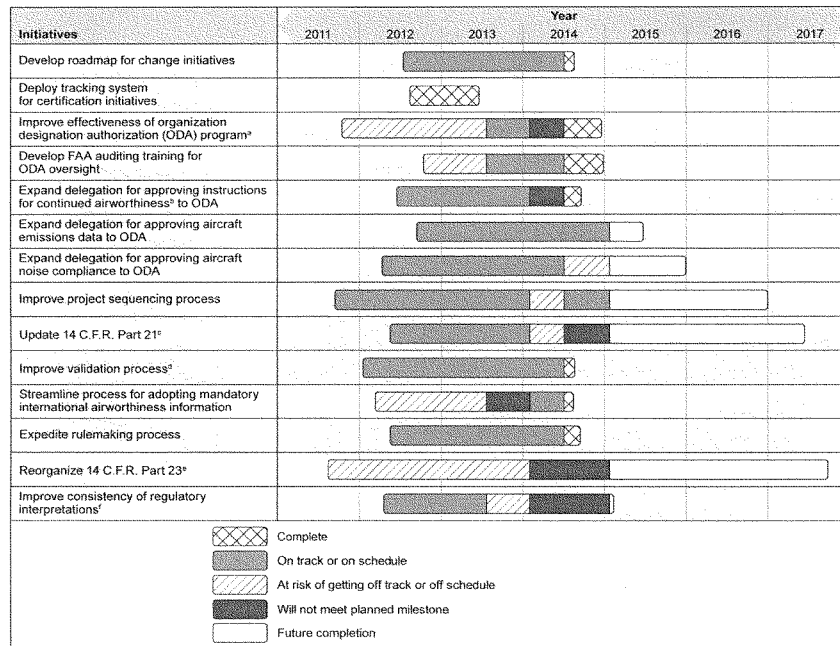 Year
Initiatives
2011 2012 2013 2014 2015 2016 2017
Develop roadmap for change initiatives
Deploy tracking system
for certification initiatives
Improve effectiveness of organization
designation authorization (ODA) programᵃ
Develop FAA auditing training for
ODA oversight
Expand delegation for approving instructions
for continued airworthinessᵇ to ODA
Expand delegation for approving aircraft
emissions data to ODA
Expand delegation for approving aircraft
noise compliance to ODA
Improve project sequencing process
Update 14 C.F.R. Part 21ᶜ
Improve validation processᵈ
Streamline process for adopting mandatory
international airworthiness information
Expedite rulemaking process
Reorganize 14 C.F.R. Part 23ᵉ
Improve consistency of regulatory
interpretationsᶠ
Complete
On track or on schedule
At risk of getting off track or off schedule
Will not meet planned milestone
Future completion